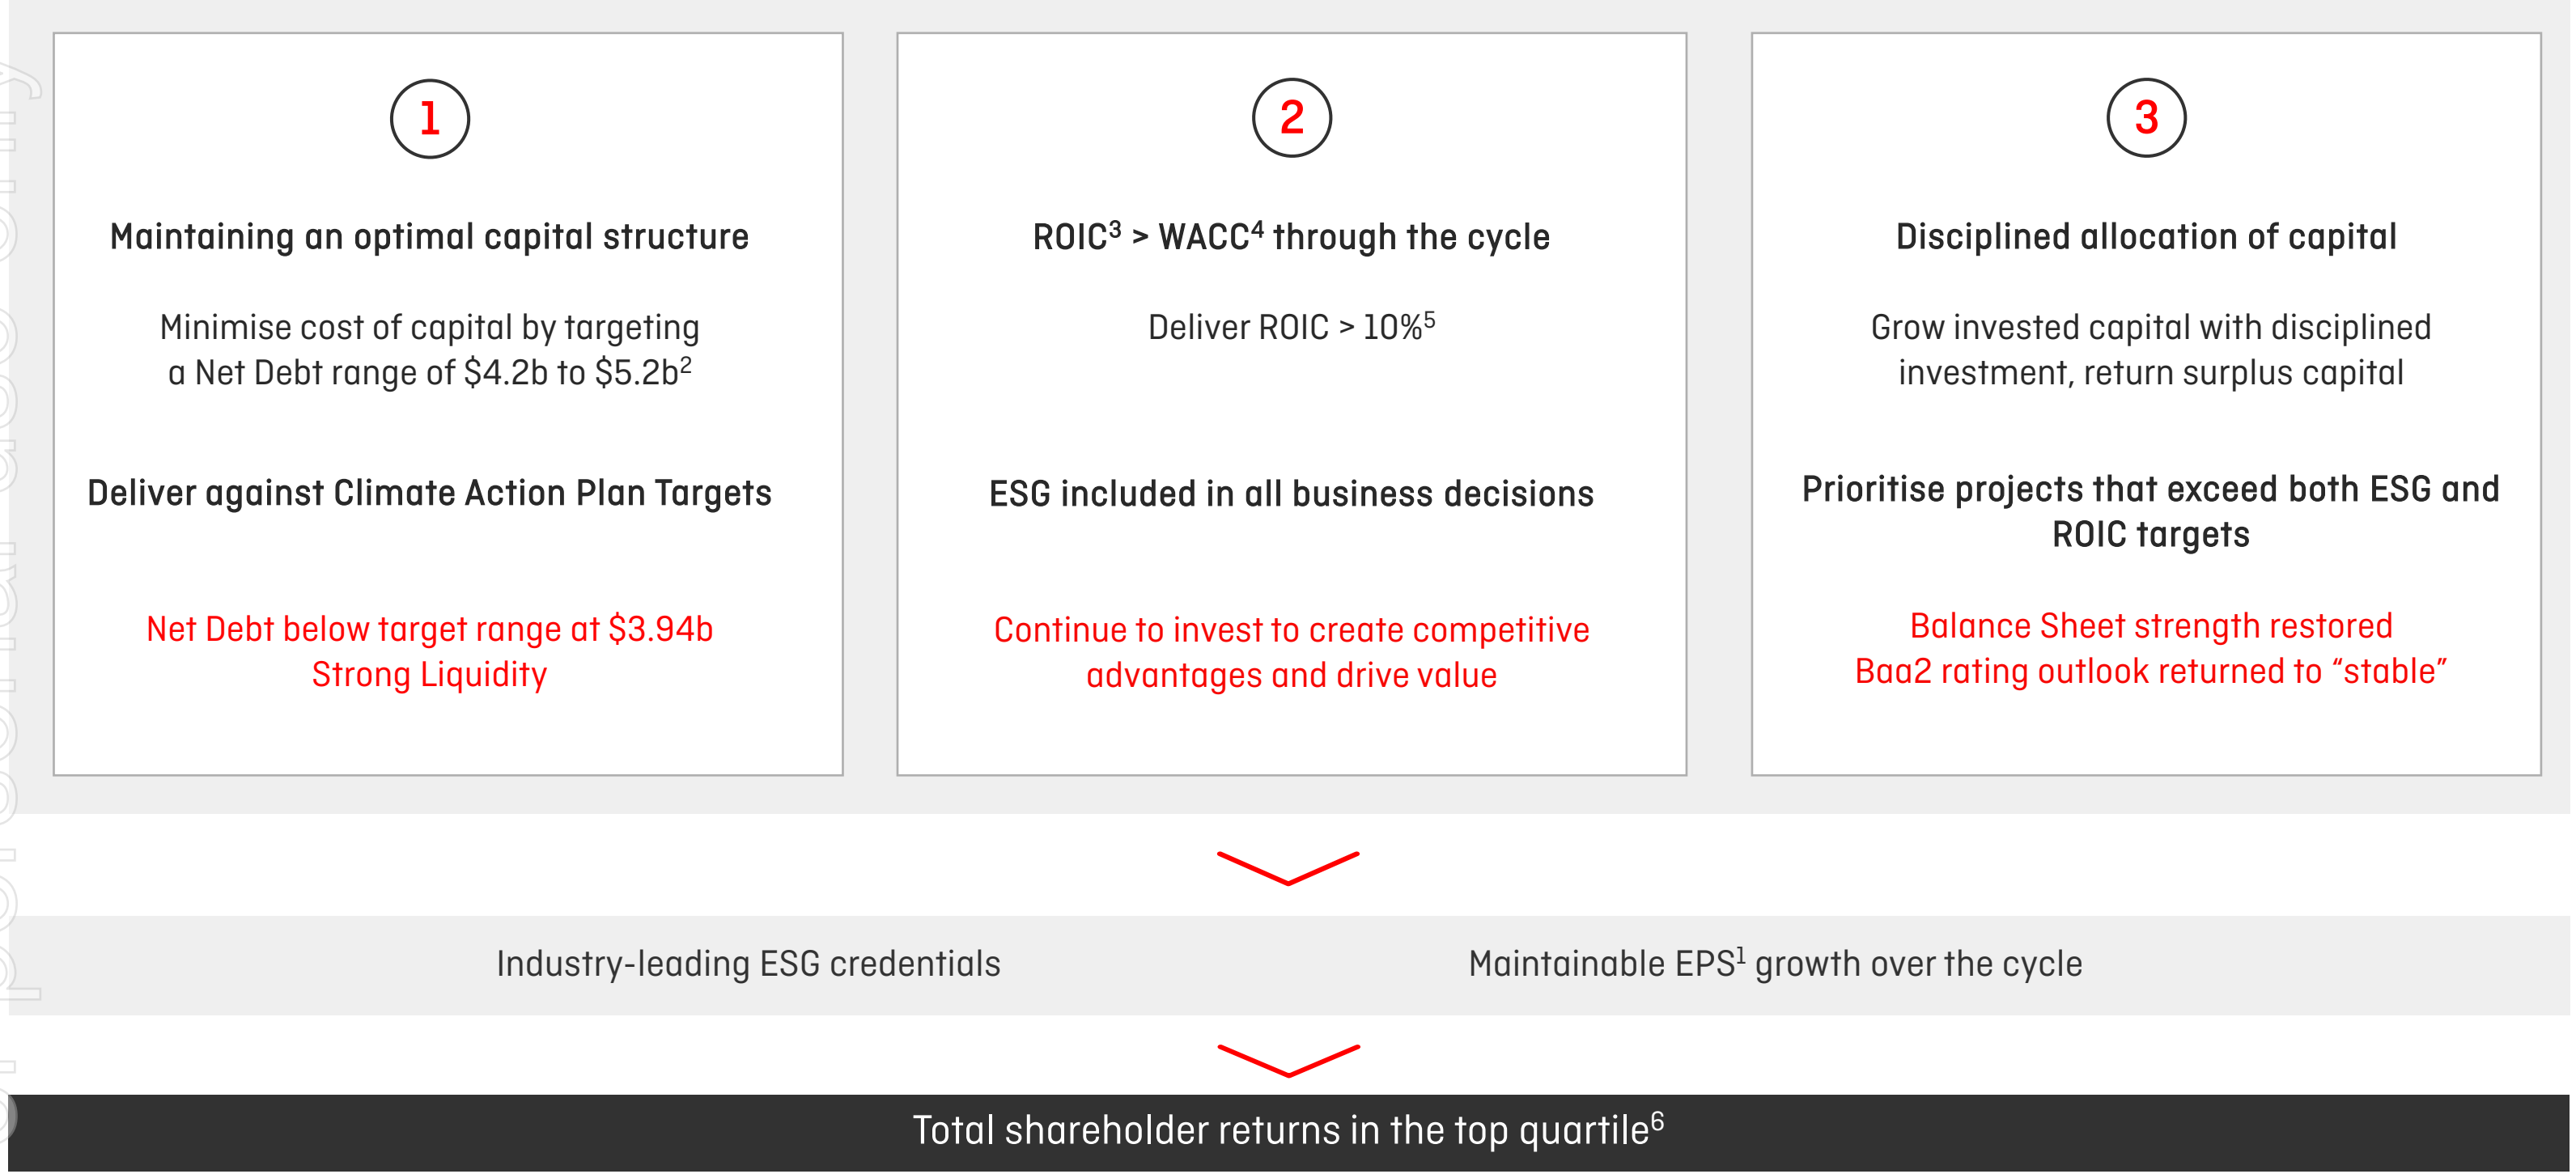 1
Maintaining an optimal capital structure
Minimise cost of capital by targeting
a Net Debt range of $4.2b to $5.2b²
Deliver against Climate Action Plan Targets
Net Debt below target range at $3.94b
Strong Liquidity
2
ROIC³ > WACC⁴ through the cycle
Deliver ROIC > 10%⁵
ESG included in all business decisions
Continue to invest to create competitive
advantages and drive value
3
Disciplined allocation of capital
Grow invested capital with disciplined
investment, return surplus capital
Prioritise projects that exceed both ESG and
ROIC targets
Balance Sheet strength restored
Baa2 rating outlook returned to “stable”
Industry-leading ESG credentials
Maintainable EPS¹ growth over the cycle
Total shareholder returns in the top quartile⁶